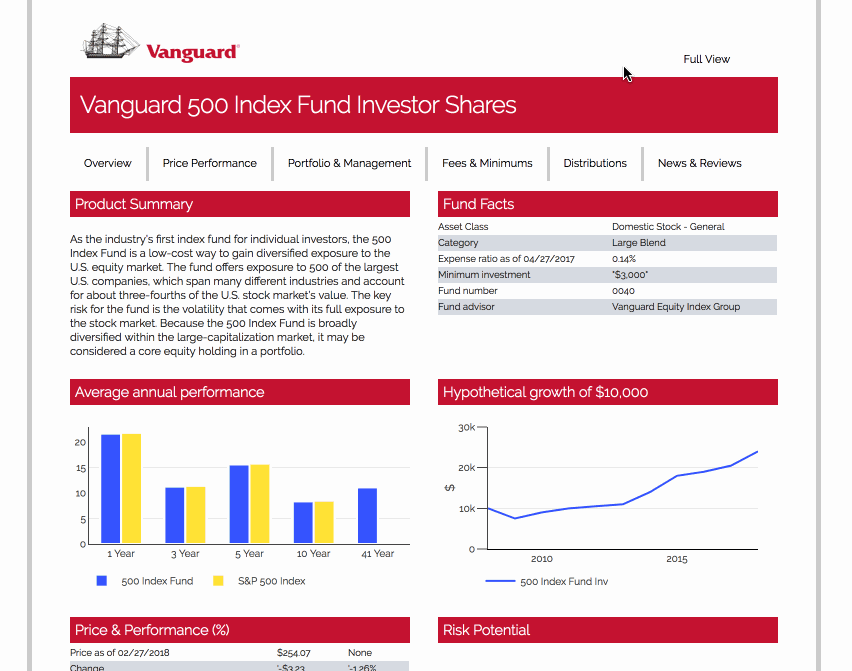 Vanguard®
Full View
Vanguard 500 Index Fund Investor Shares
Overview
Price Performance
Portfolio & Management
Fees & Minimums
Distributions
News & Reviews
Product Summary
As the industry's first index fund for individual investors, the 500
Index Fund is a low-cost way to gain diversified exposure to the
U.S. equity market. The fund offers exposure to 500 of the largest
U.S. companies, which span many different industries and account
for about three-fourths of the U.S. stock market's value. The key
risk for the fund is the volatility that comes with its full exposure to
the stock market. Because the 500 Index Fund is broadly
diversified within the large-capitalization market, it may be
considered a core equity holding in a portfolio.
Fund Facts
Asset Class Domestic Stock - General
Category Large Blend
Expense ratio as of 04/27/2017 0.14%
Minimum investment "$3,000"
Fund number 0040
Fund advisor Vanguard Equity Index Group
Average annual performance
20
15
10
5
0
1 Year 3 Year 5 Year 10 Year 41 Year
500 Index Fund S&P 500 Index
Hypothetical growth of $10,000
30k
20k
10k
0
$
2010 2015
500 Index Fund Inv
Price & Performance (%)
Price as of 02/27/2018 $254.07 None
Change "-$3.23 "-1.26%
Risk Potential